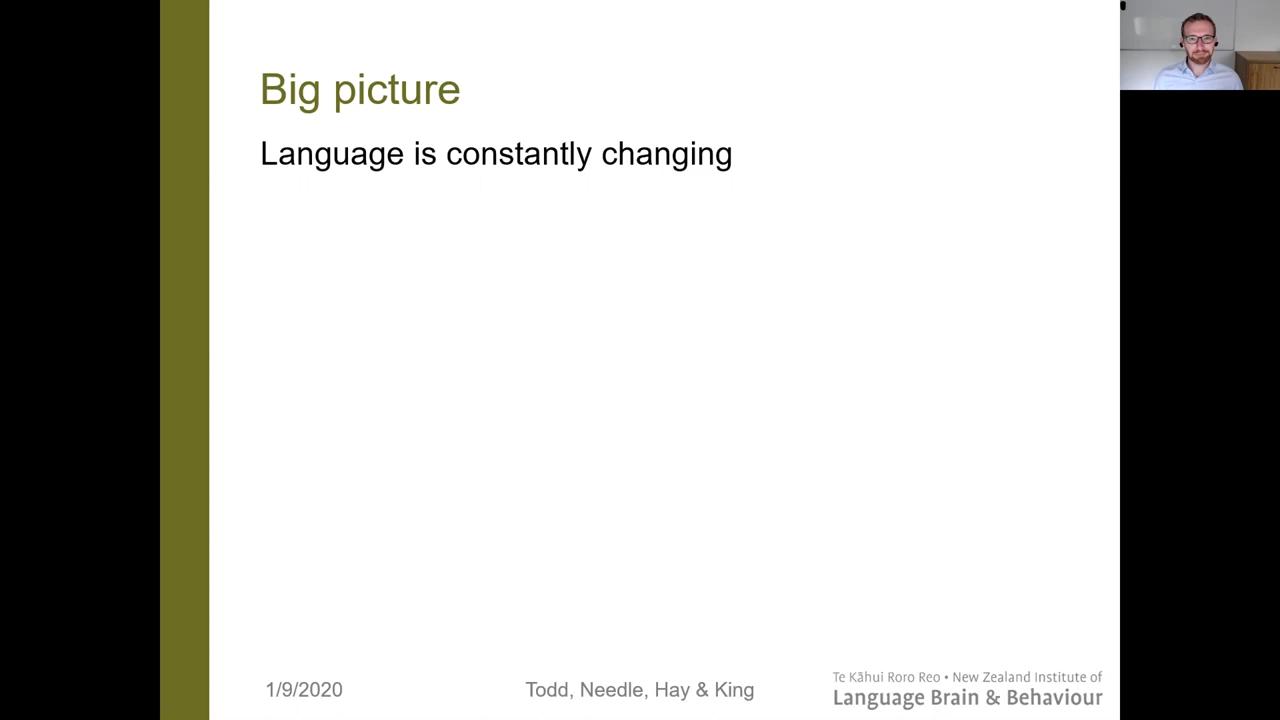 Big picture
Language is constantly changing
1/9/2020
Todd, Needle, Hay & King
Te Kāhui Roro Reo • New Zealand Institute of
Language Brain & Behaviour